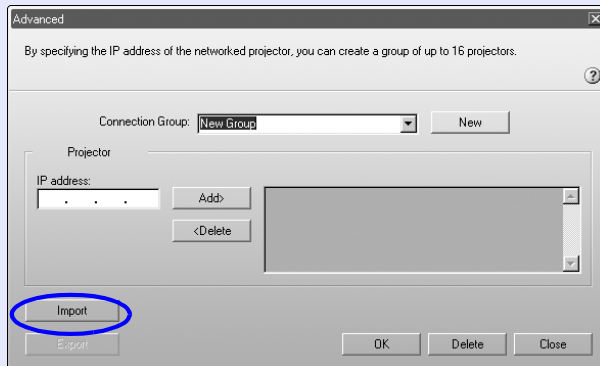 Advanced
By specifying the IP address of the networked projector, you can create a group of up to 16 projectors.
?
Connection Group: New Group New
Projector
IP address:
. . .
Add>
<Delete
Import
Export
OK Delete Close